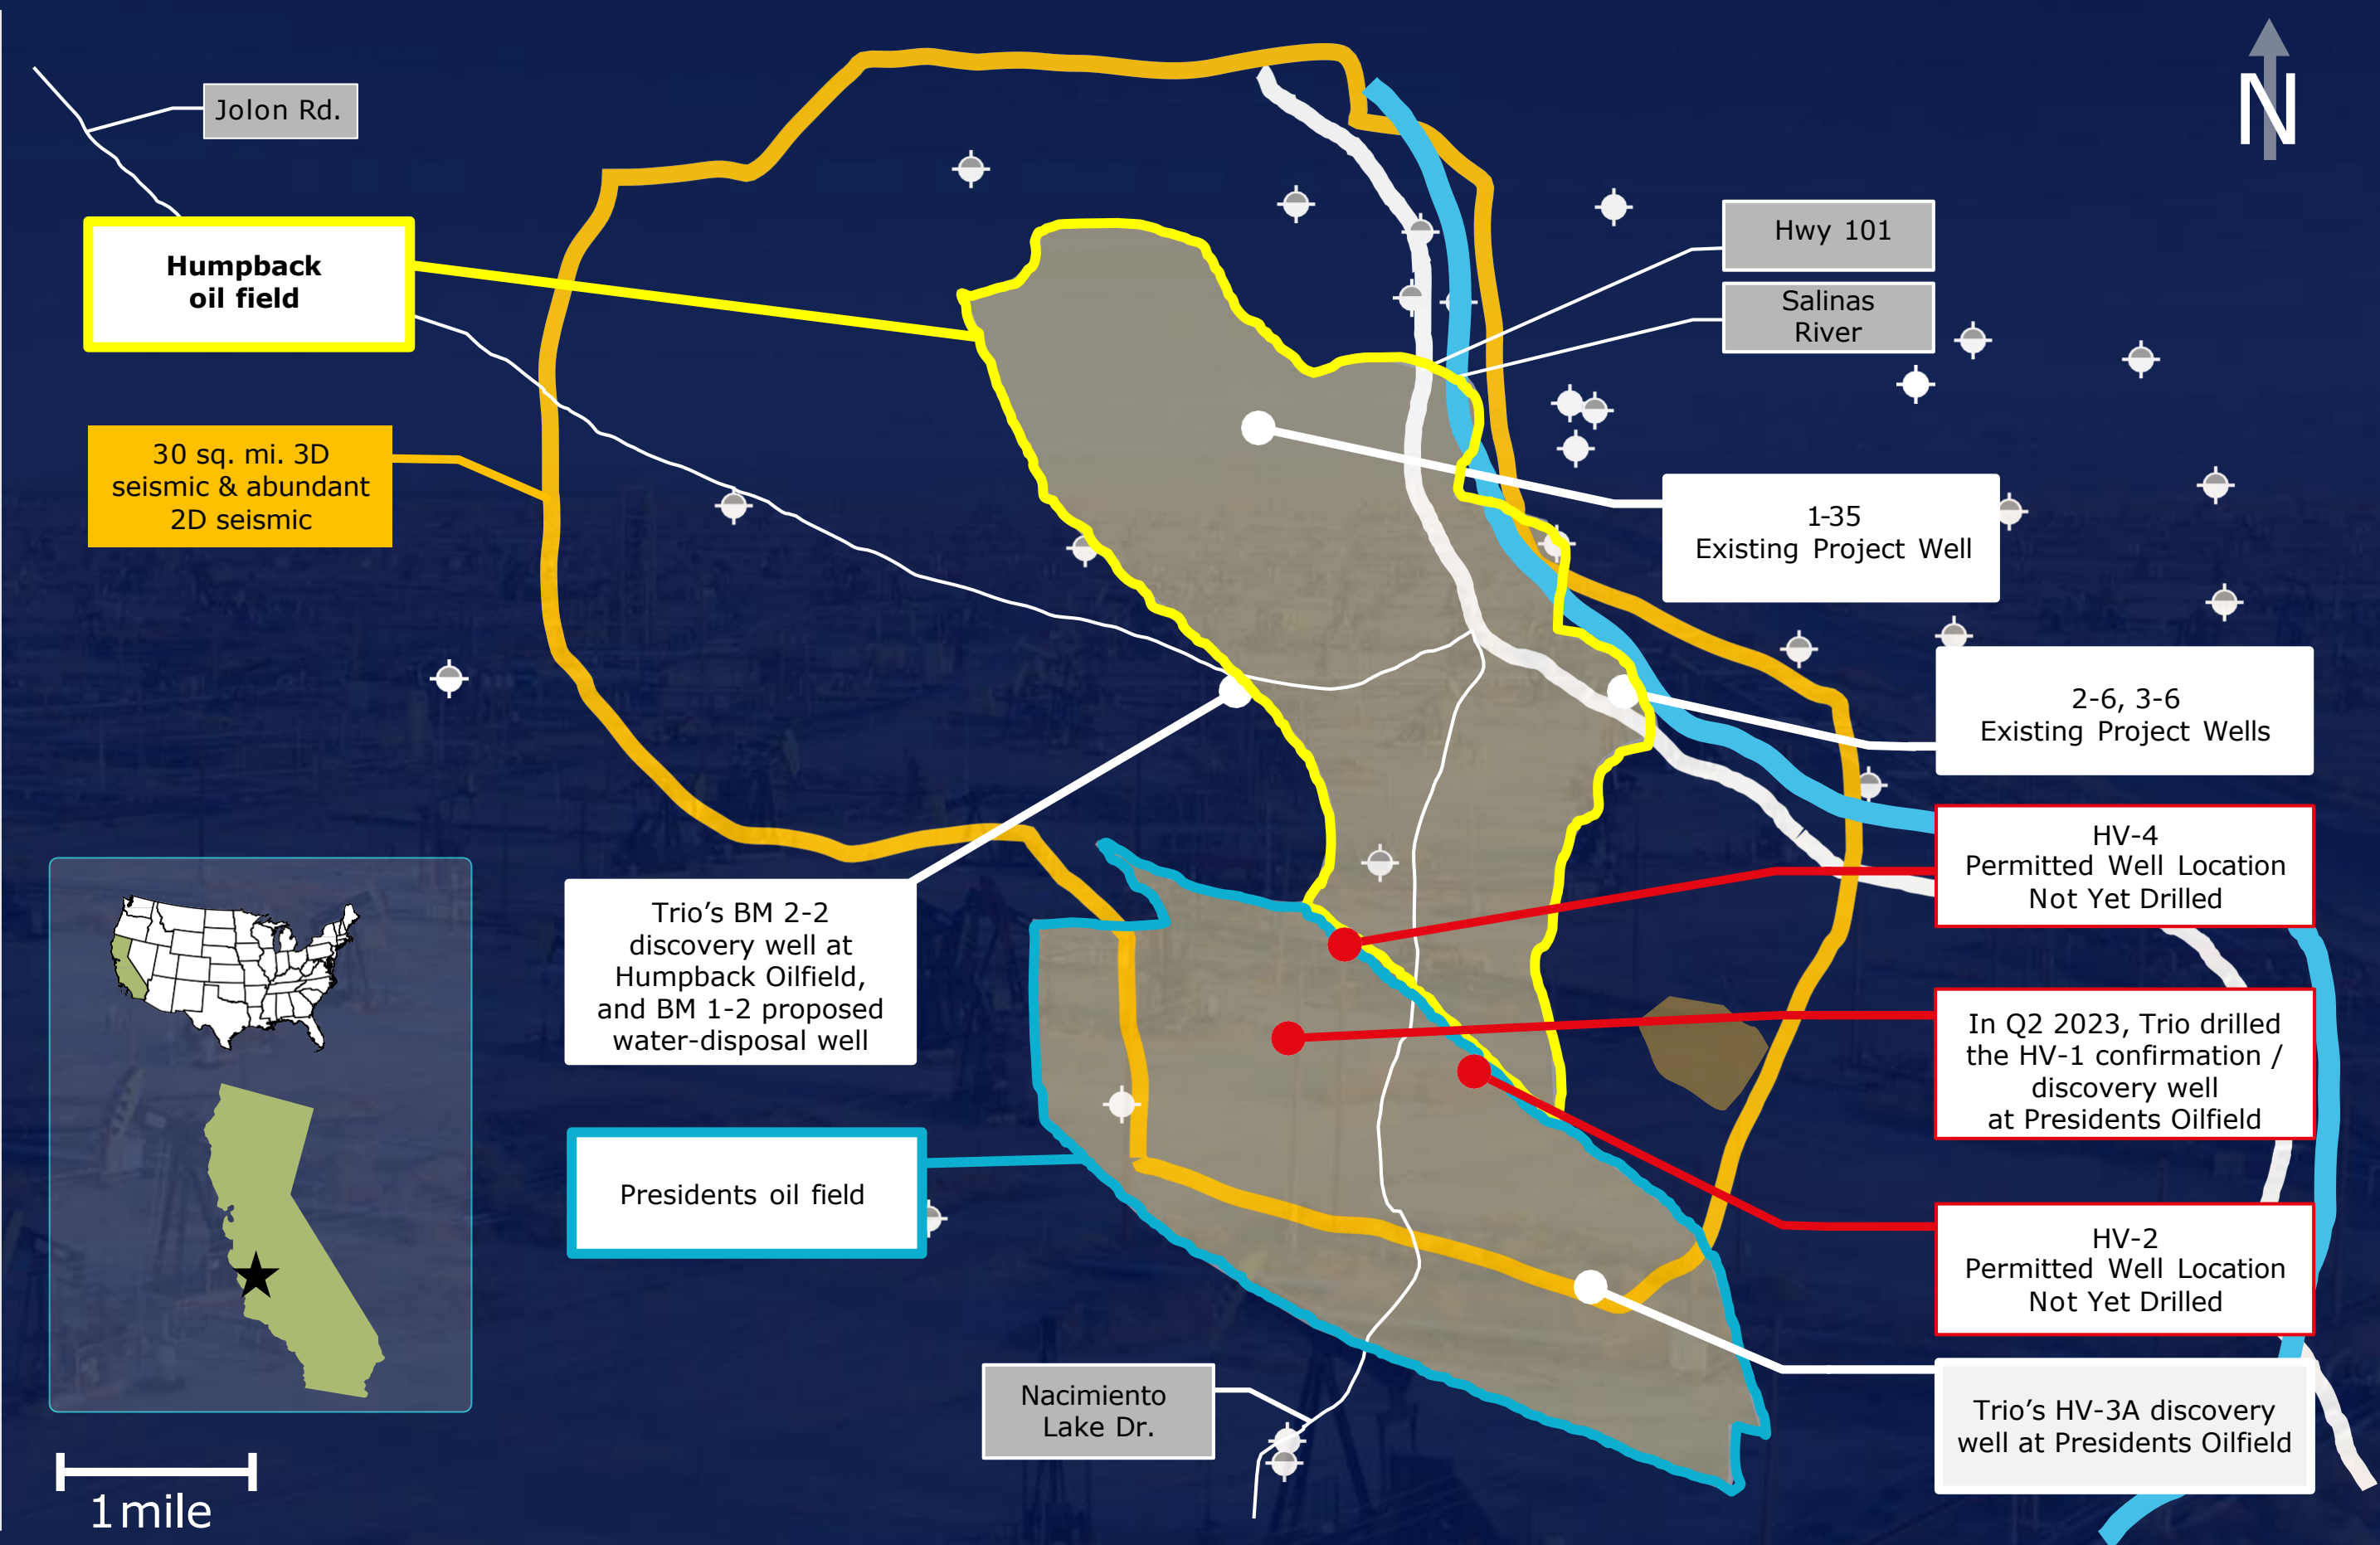 Jolon Rd.
N
Humpback
oil field
Hwy 101
Salinas
River
30 sq. mi. 3D
seismic & abundant
2D seismic
1-35
Existing Project Well
2-6, 3-6
Existing Project Wells
HV-4
Permitted Well Location
Not Yet Drilled
Trio's BM 2-2
discovery well at
Humpback Oilfield,
and BM 1-2 proposed
water-disposal well
In Q2 2023, Trio drilled
the HV-1 confirmation /
discovery well
at Presidents Oilfield
Presidents oil field
HV-2
Permitted Well Location
Not Yet Drilled
Nacimiento
Lake Dr.
Trio's HV-3A discovery
well at Presidents Oilfield
1 mile